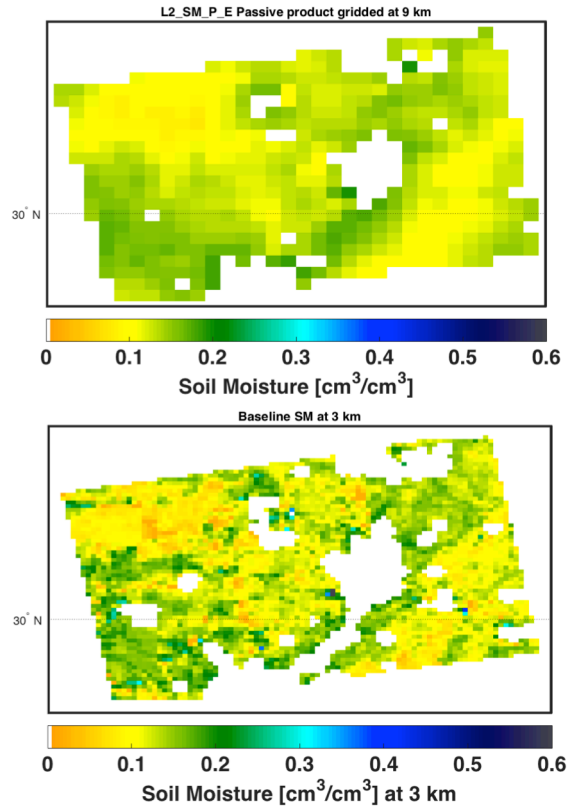 L2_SM_P_E Passive product gridded at 9 km
30° N
0 0.1 0.2 0.3 0.4 0.5 0.6
Soil Moisture [cm³/cm³]
Baseline SM at 3 km
30° N
0 0.1 0.2 0.3 0.4 0.5 0.6
Soil Moisture [cm³/cm³] at 3 km